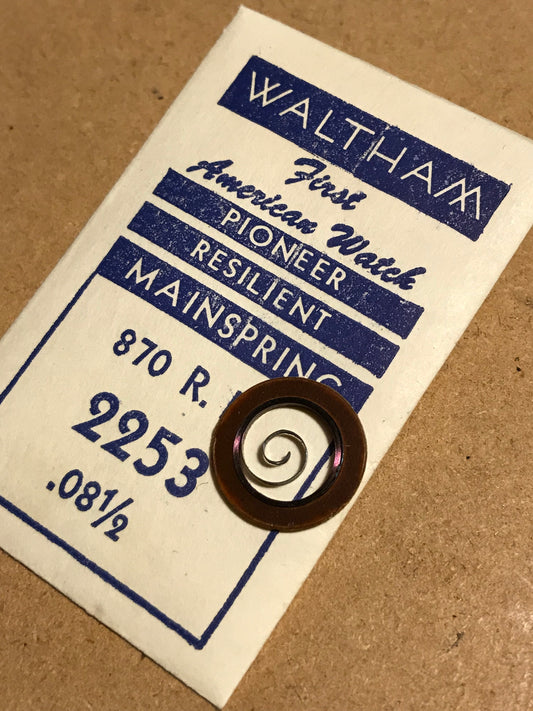 WALTHAM
First
American Watch
PIONEER
RESILIENT
MAINSPRING
870 R.
2253
.08½